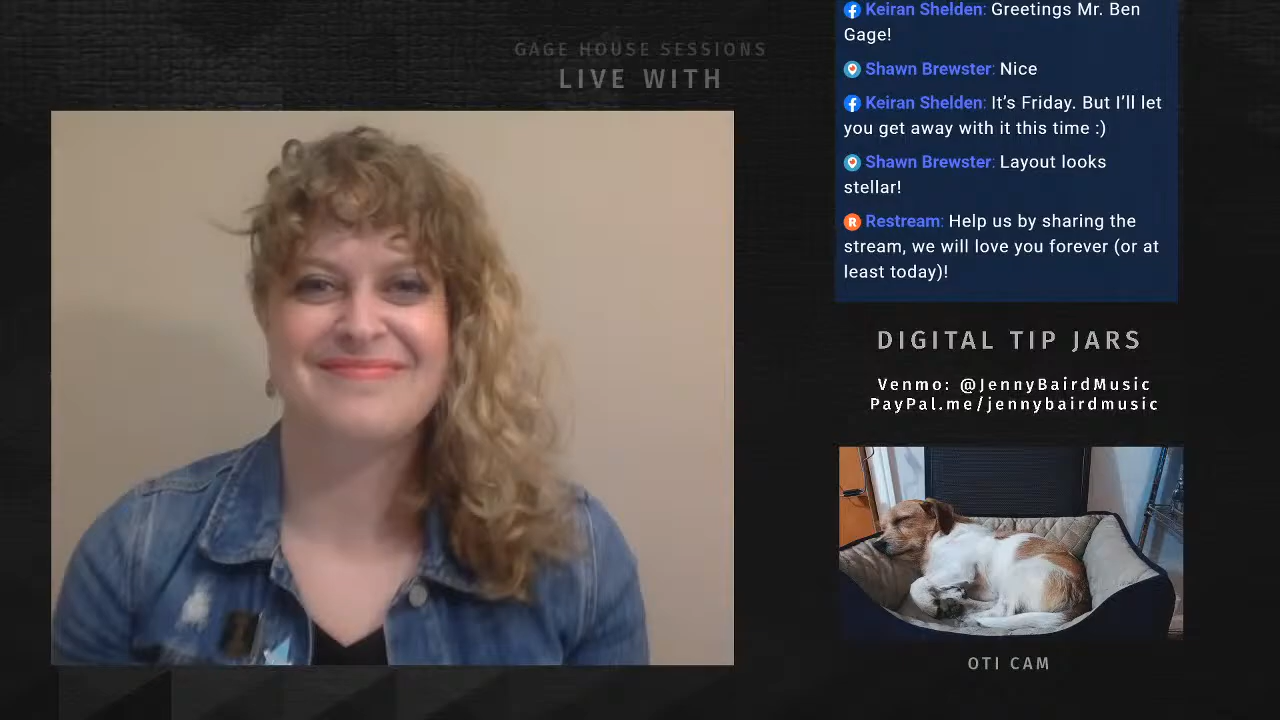 GAGE HOUSE SESSIONS
LIVE WITH
Keiran Shelden: Greetings Mr. Ben
Gage!
Shawn Brewster: Nice
Keiran Shelden: It’s Friday. But I’ll let
you get away with it this time :)
Shawn Brewster: Layout looks
stellar!
R Restream: Help us by sharing the
stream, we will love you forever (or at
least today)!
DIGITAL TIP JARS
Venmo: @JennyBairdMusic
PayPal.me/jennybairdmusic
OTI CAM